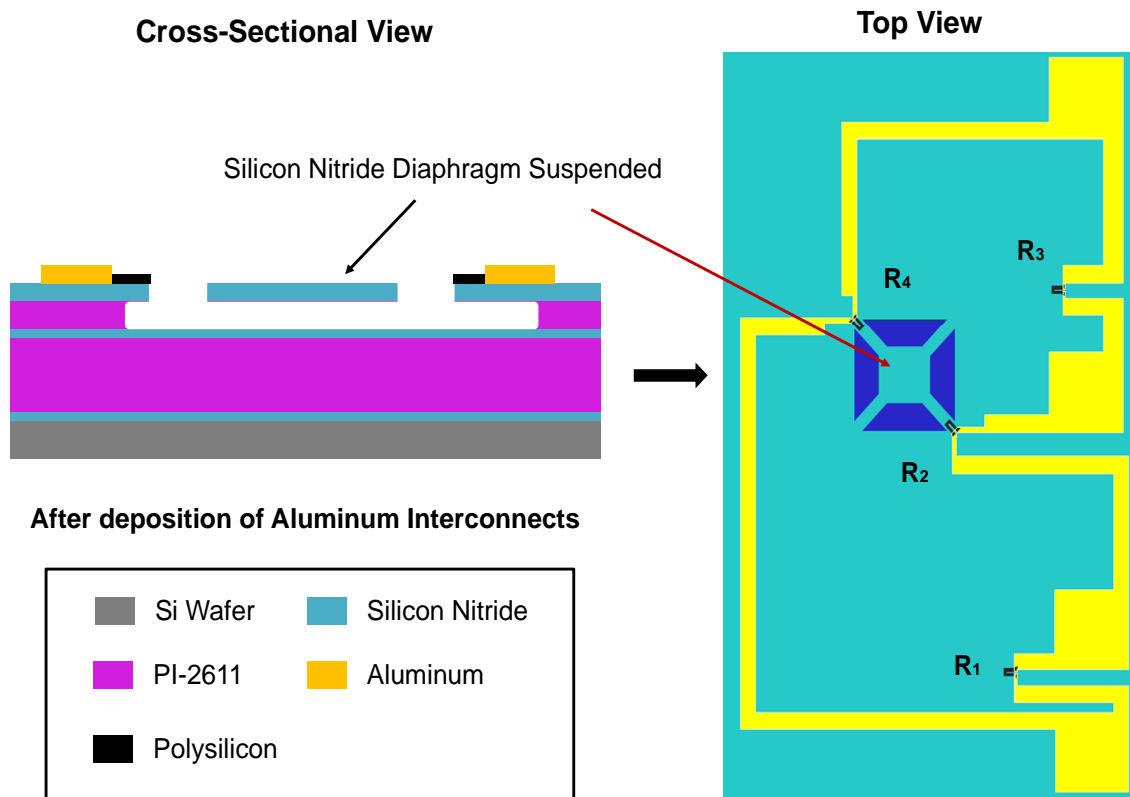 Cross-Sectional View
Top View
Silicon Nitride Diaphragm Suspended
R3
R4
R2
R1
After deposition of Aluminum Interconnects
Si Wafer
Silicon Nitride
PI-2611
Aluminum
Polysilicon